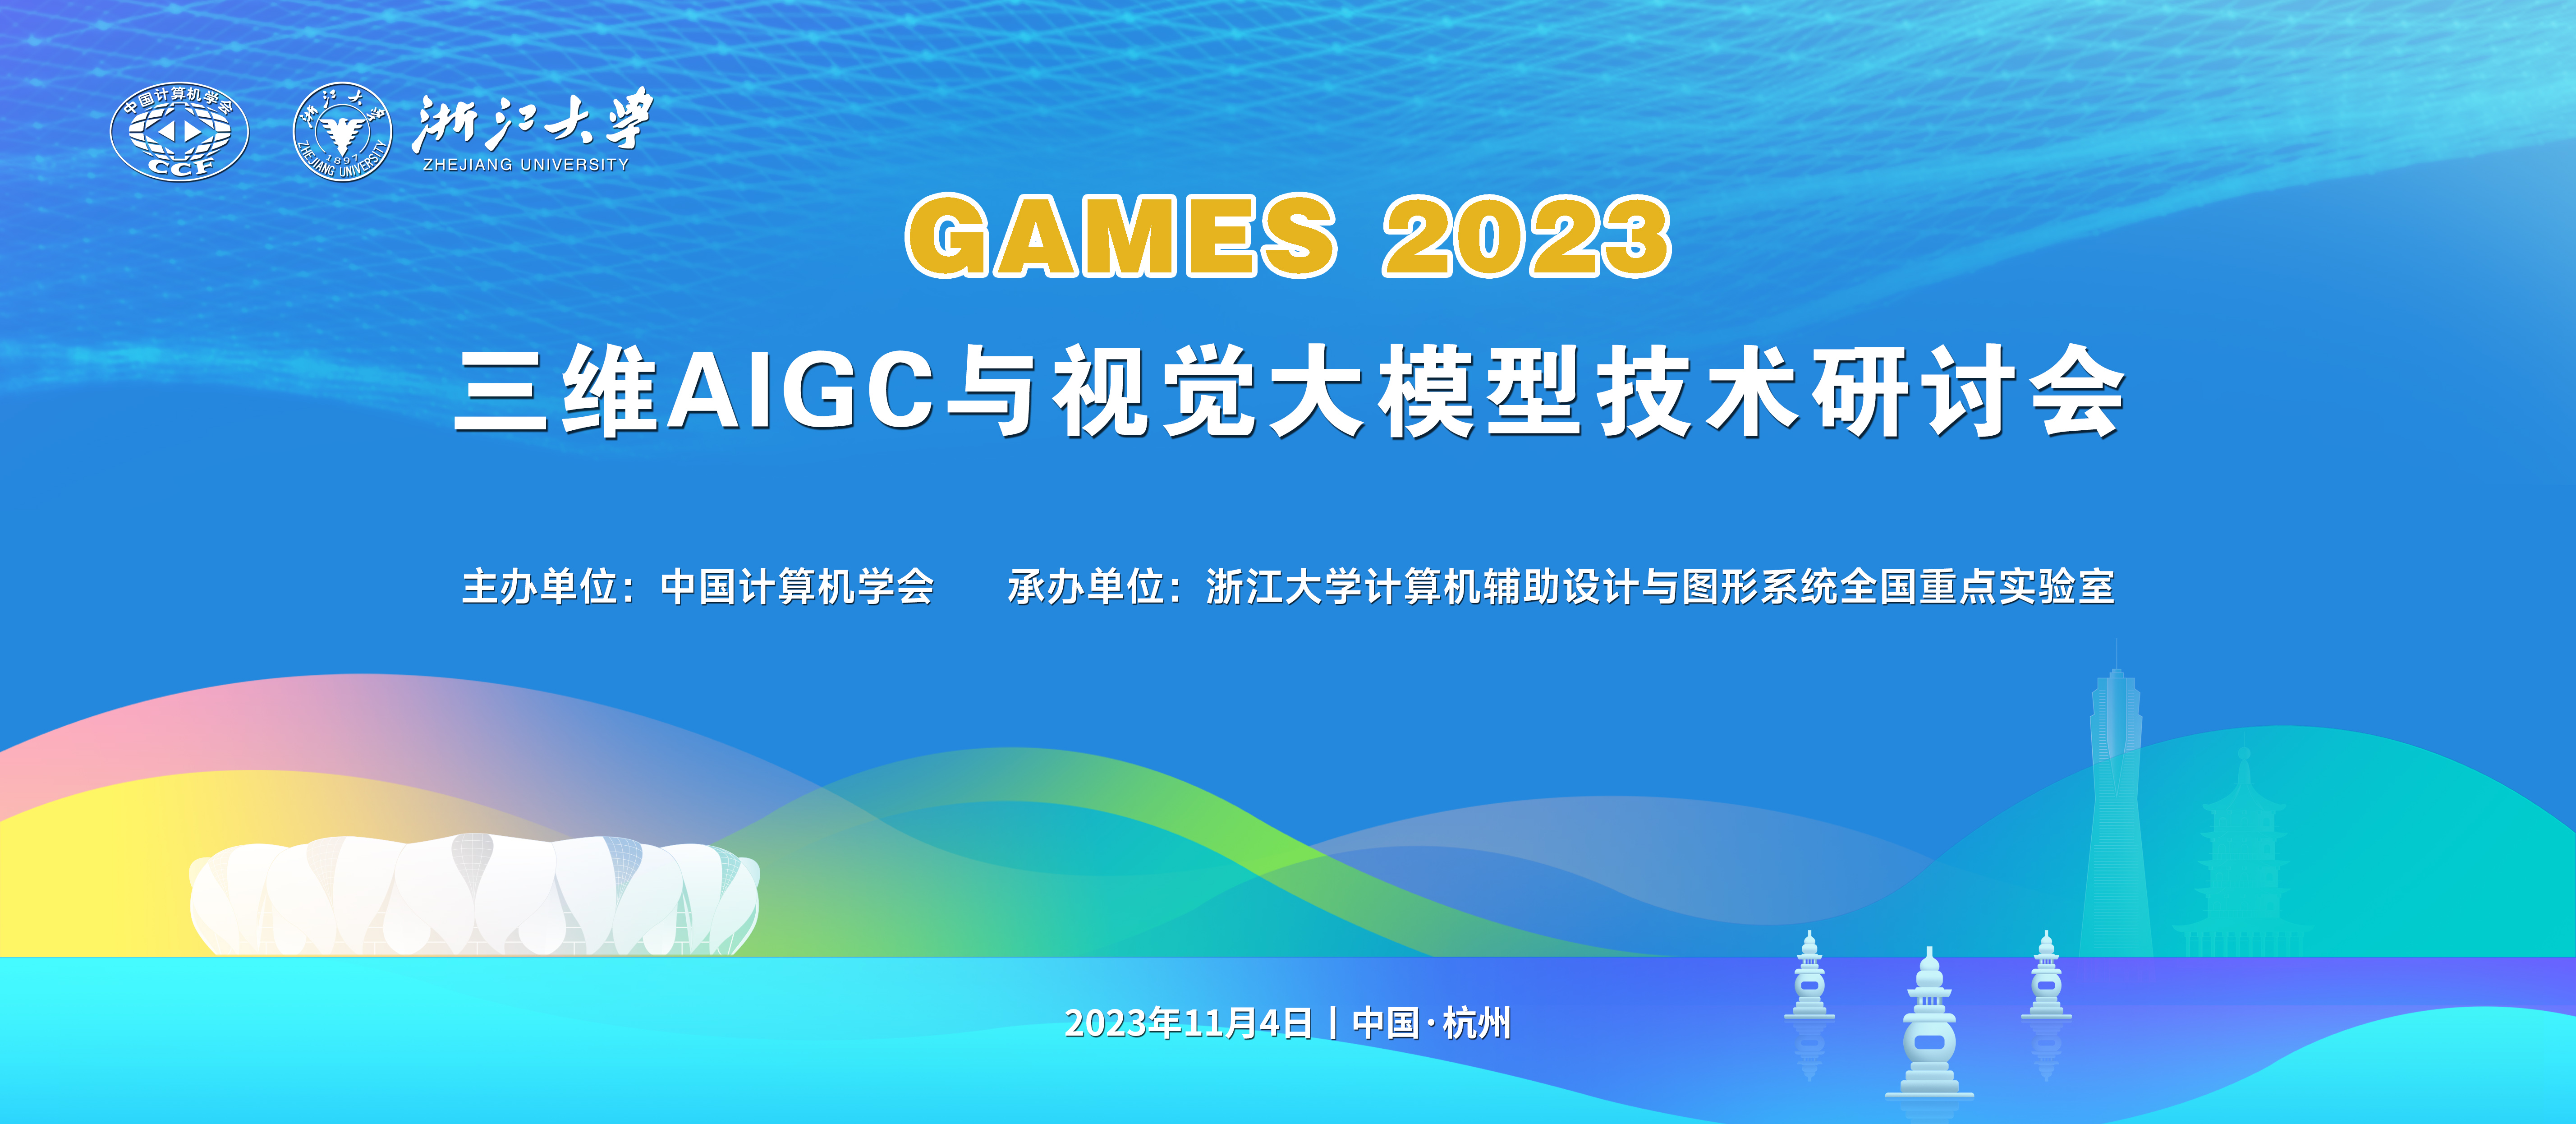 中国计算机学会
CCF
浙江大学
1897
ZHEJIANG UNIVERSITY
浙江大学
ZHEJIANG UNIVERSITY
GAMES 2023
三维AIGC与视觉大模型技术研讨会
主办单位：中国计算机学会 承办单位：浙江大学计算机辅助设计与图形系统全国重点实验室
2023年11月4日丨中国·杭州